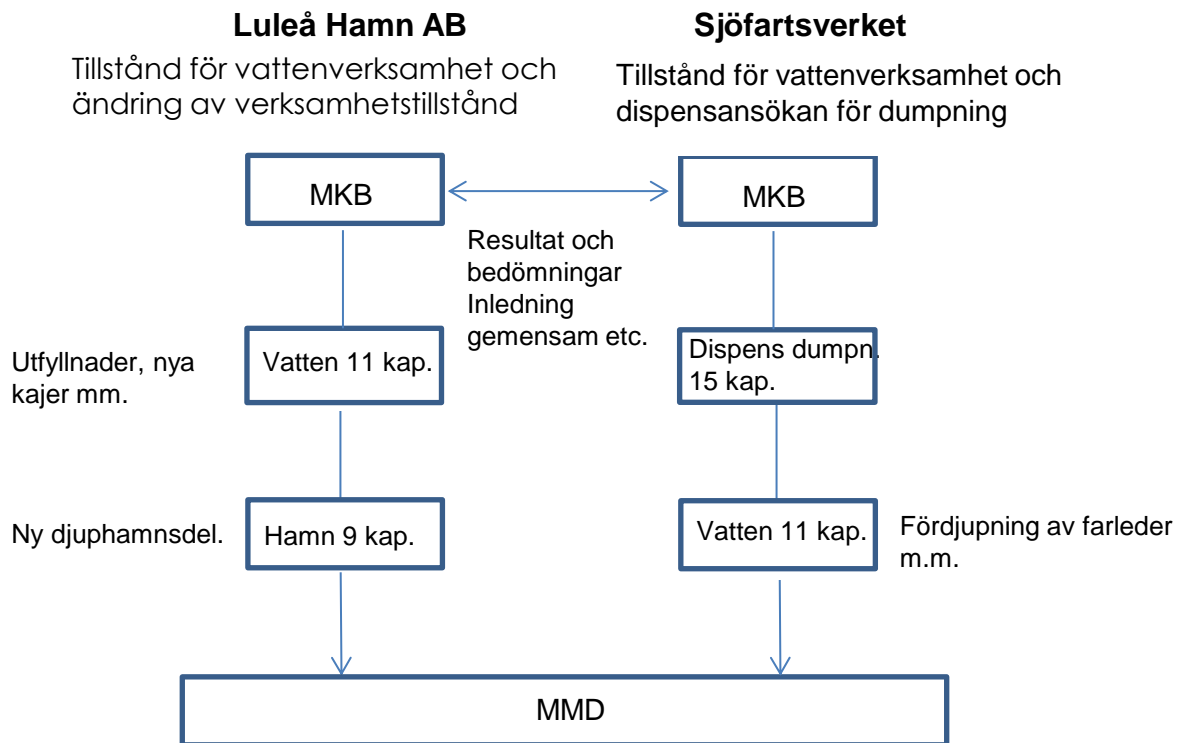 Luleå Hamn AB
Tillstånd för vattenverksamhet och
ändring av verksamhetstillstånd
Sjöfartsverket
Tillstånd för vattenverksamhet och
dispensansökan för dumpning
MKB
MKB
Resultat och
bedömningar
Inledning
gemensam etc.
Utfyllnader, nya
kajer mm.
Vatten 11 kap.
Dispens dumpn.
15 kap.
Ny djuphamnsdel.
Hamn 9 kap.
Vatten 11 kap.
Fördjupning av farleder
m.m.
MMD